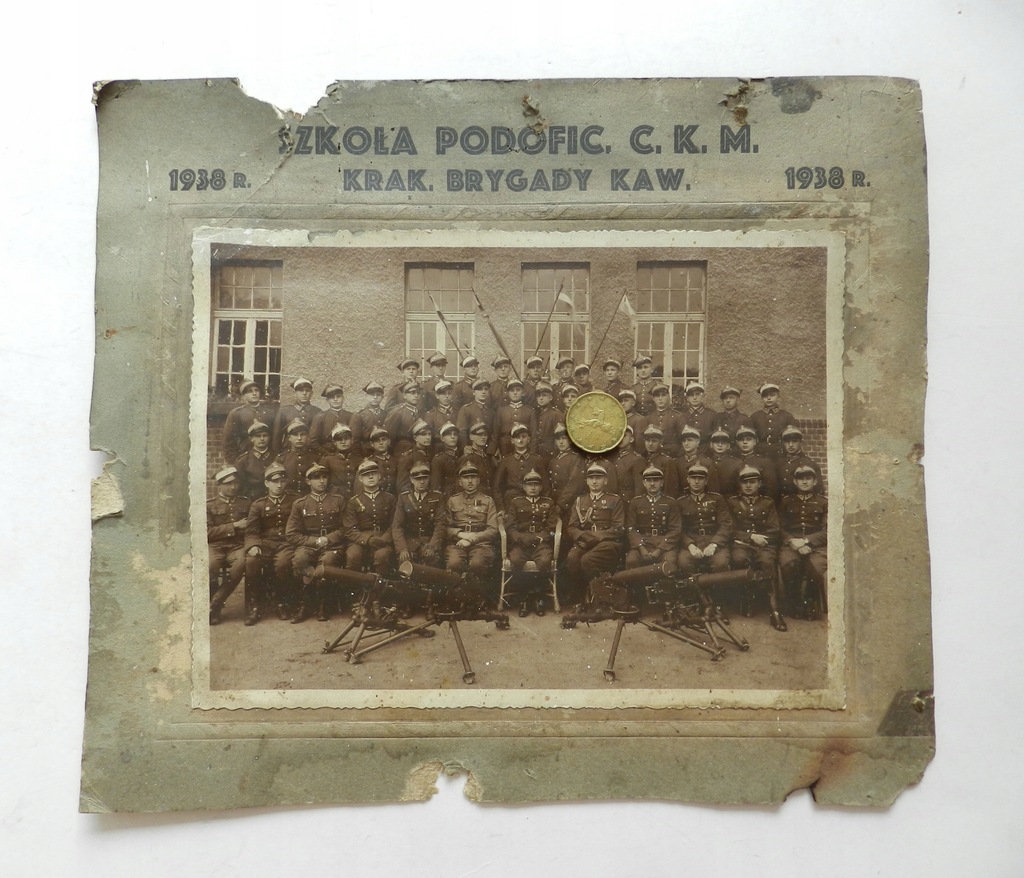 SZKOŁA PODOFIC. C. K. M.
1938 R. KRAK. BRYGADY KAW. 1938 R.